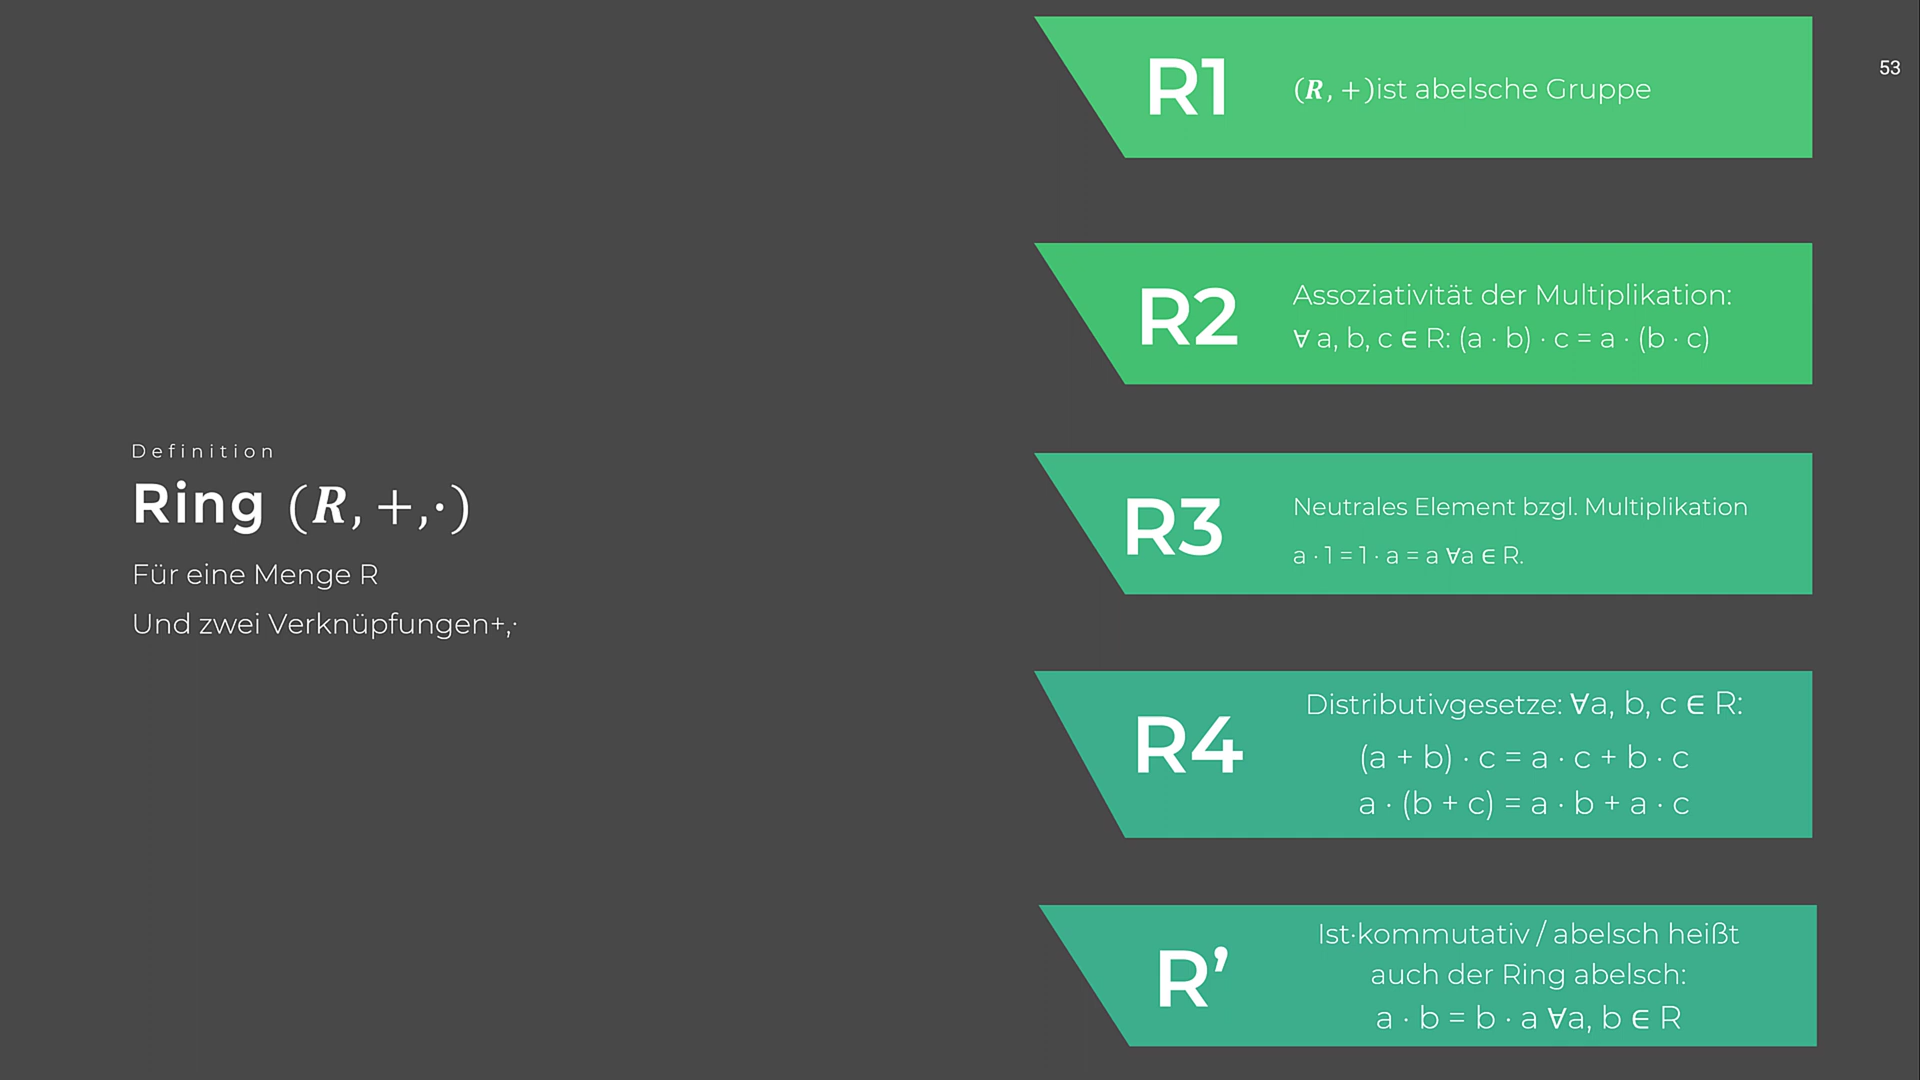 53
Definition
Ring (R, +,·)
Für eine Menge R
Und zwei Verknüpfungen+,·
R1
(R, +)ist abelsche Gruppe
R2
Assoziativität der Multiplikation:
∀ a, b, c ∈ R: (a · b) · c = a · (b · c)
R3
Neutrales Element bzgl. Multiplikation
a · 1 = 1 · a = a ∀a ∈ R.
R4
Distributivgesetze: ∀a, b, c ∈ R:
(a + b) · c = a · c + b · c
a · (b + c) = a · b + a · c
R’
Ist·kommutativ / abelsch heißt
auch der Ring abelsch:
a · b = b · a ∀a, b ∈ R